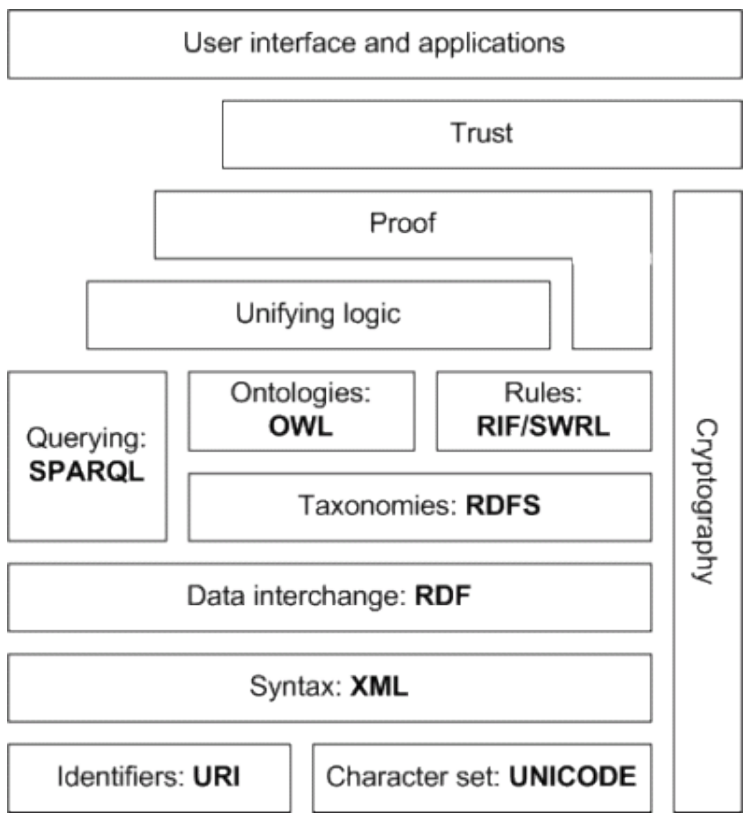 User interface and applications
Trust
Proof
Unifying logic
Querying:
SPARQL
Ontologies:
OWL
Rules:
RIF/SWRL
Taxonomies: RDFS
Cryptography
Data interchange: RDF
Syntax: XML
Identifiers: URI
Character set: UNICODE